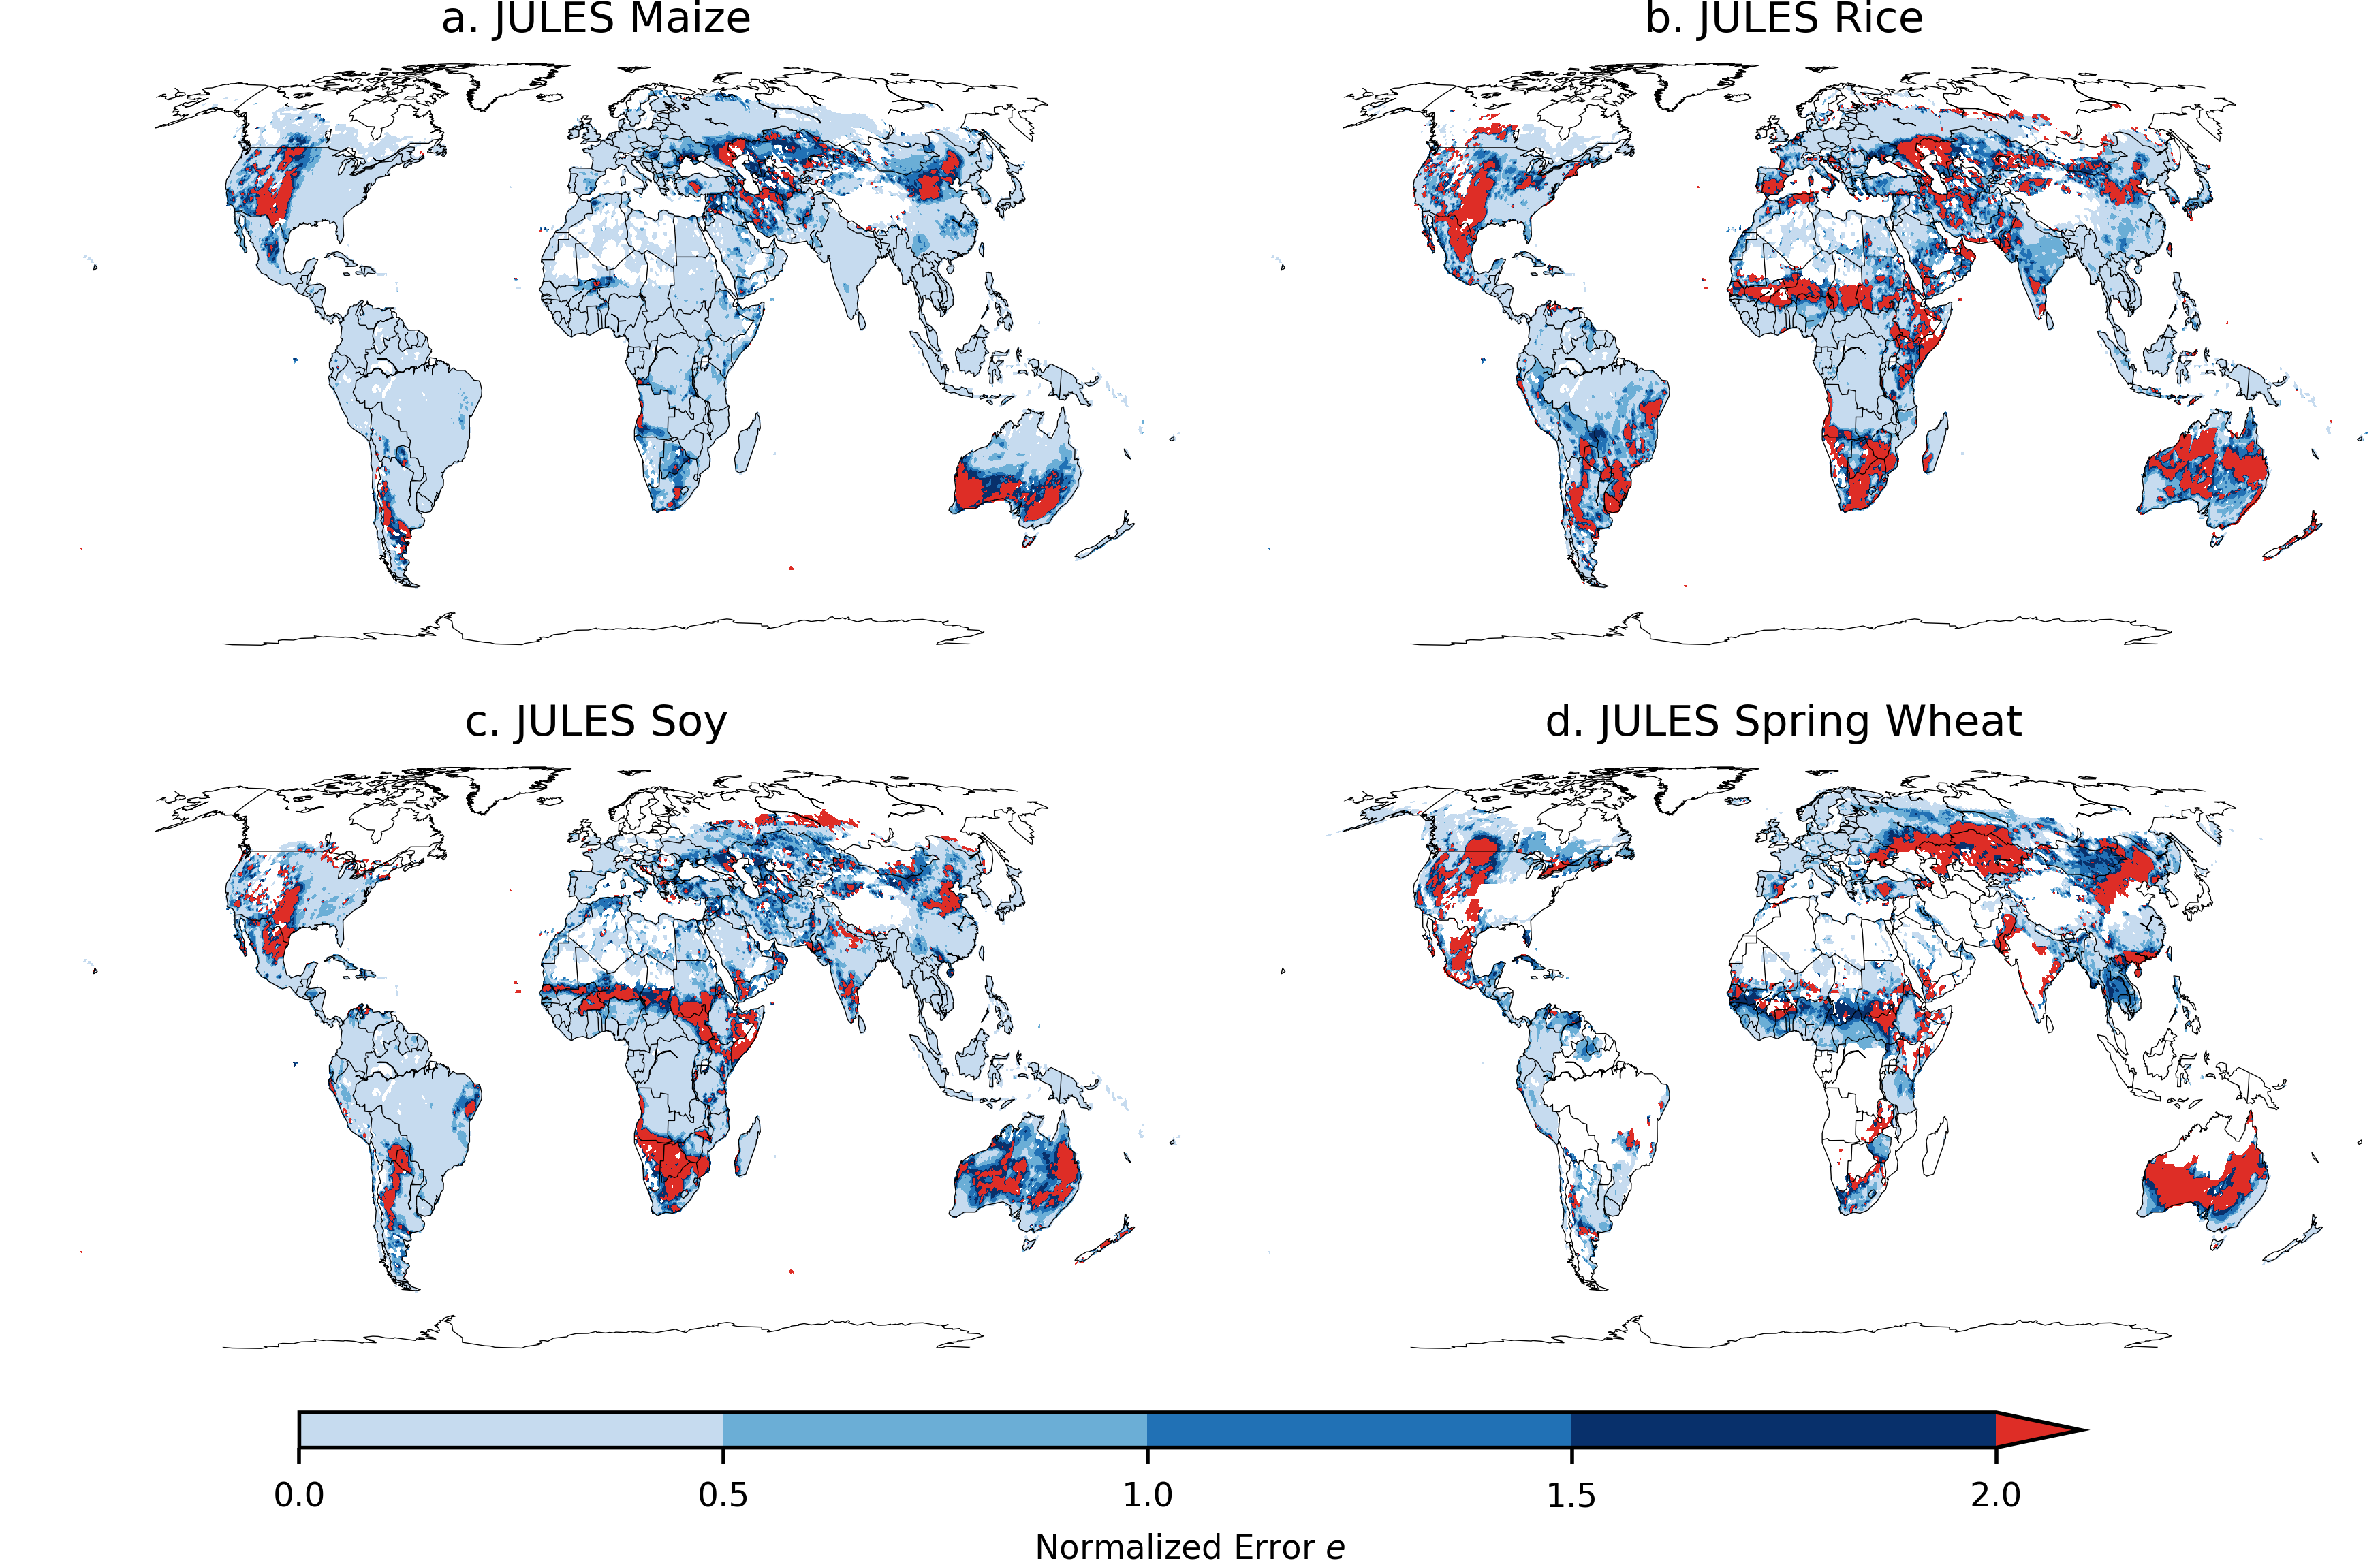 a. JULES Maize
b. JULES Rice
c. JULES Soy
d. JULES Spring Wheat
0.0
0.5
1.0
1.5
2.0
Normalized Error e